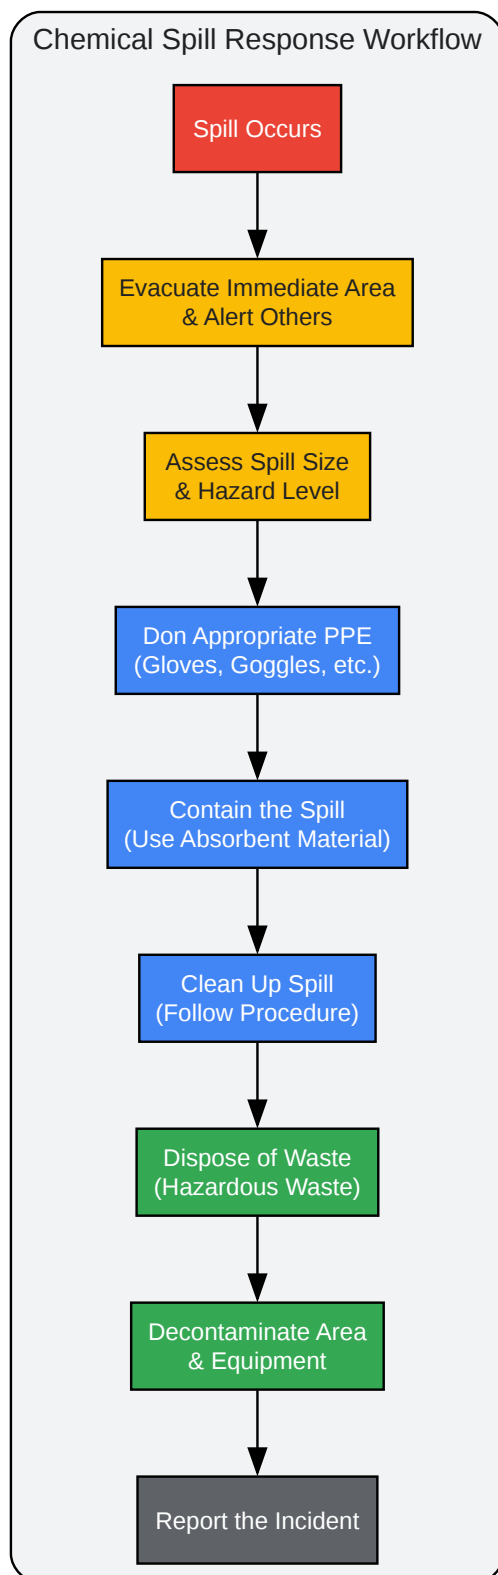 Chemical Spill Response Workflow
Spill Occurs
Evacuate Immediate Area
& Alert Others
Assess Spill Size
& Hazard Level
Don Appropriate PPE
(Gloves, Goggles, etc.)
Contain the Spill
(Use Absorbent Material)
Clean Up Spill
(Follow Procedure)
Dispose of Waste
(Hazardous Waste)
Decontaminate Area
& Equipment
Report the Incident